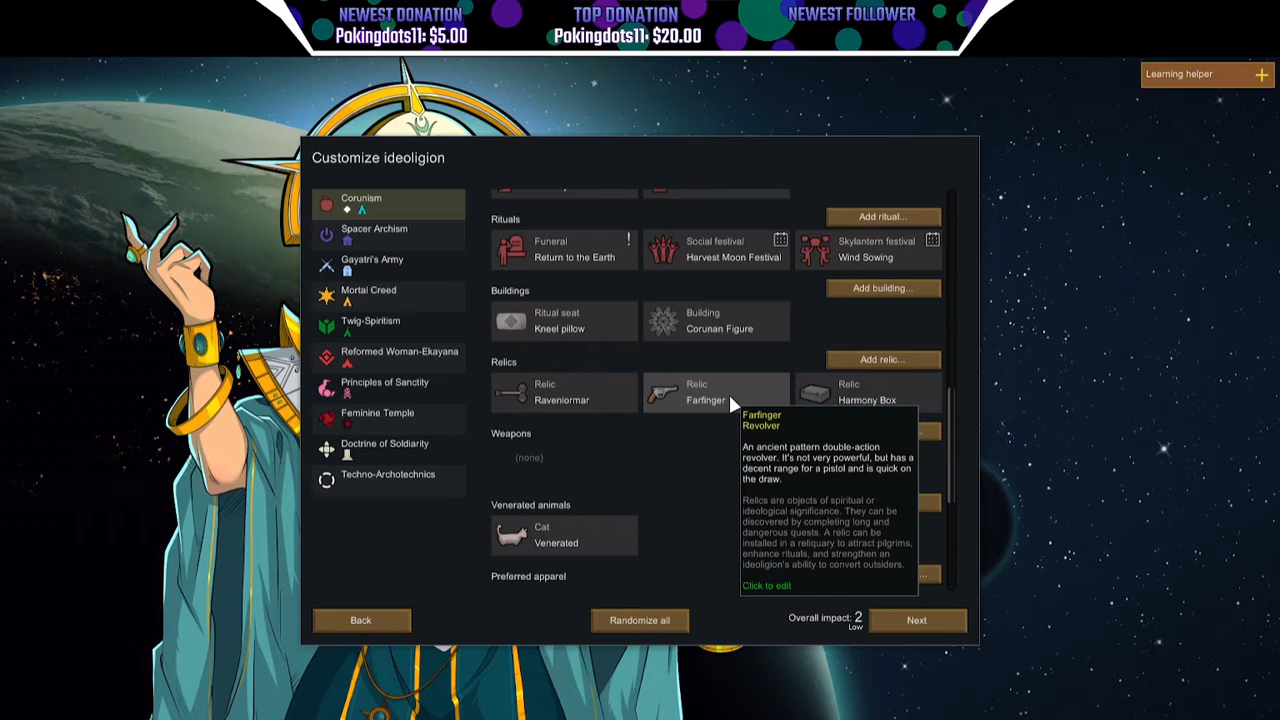 NEWEST DONATION
Pokingdots11: $5.00
TOP DONATION
Pokingdots11: $20.00
NEWEST FOLLOWER
Learning helper
Customize ideoligion
Corunism
Spacer Archism
Gayatri's Army
Mortal Creed
Twig-Spiritism
Reformed Woman-Ekayana
Principles of Sanctity
Feminine Temple
Doctrine of Soldiarity
Techno-Archotechnics
Rituals
Add ritual...
Funeral
Return to the Earth
!
Social festival
Harvest Moon Festival
Skylantern festival
Wind Sowing
Buildings
Add building...
Ritual seat
Kneel pillow
Building
Corunan Figure
Relics
Add relic...
Relic
Ravenlormar
Relic
Farfinger
Relic
Harmony Box
Weapons
(none)
Venerated animals
Cat
Venerated
Preferred apparel
Farfinger
Revolver
An ancient pattern double-action
revolver. It's not very powerful, but has a
decent range for a pistol and is quick on
the draw.
Relics are objects of spiritual or
ideological significance. They can be
discovered by completing long and
dangerous quests. A relic can be
installed in a reliquary to attract pilgrims,
enhance rituals, and strengthen an
ideoligion's ability to convert outsiders.
Click to edit
Back
Randomize all
Overall impact: 2
Low
Next